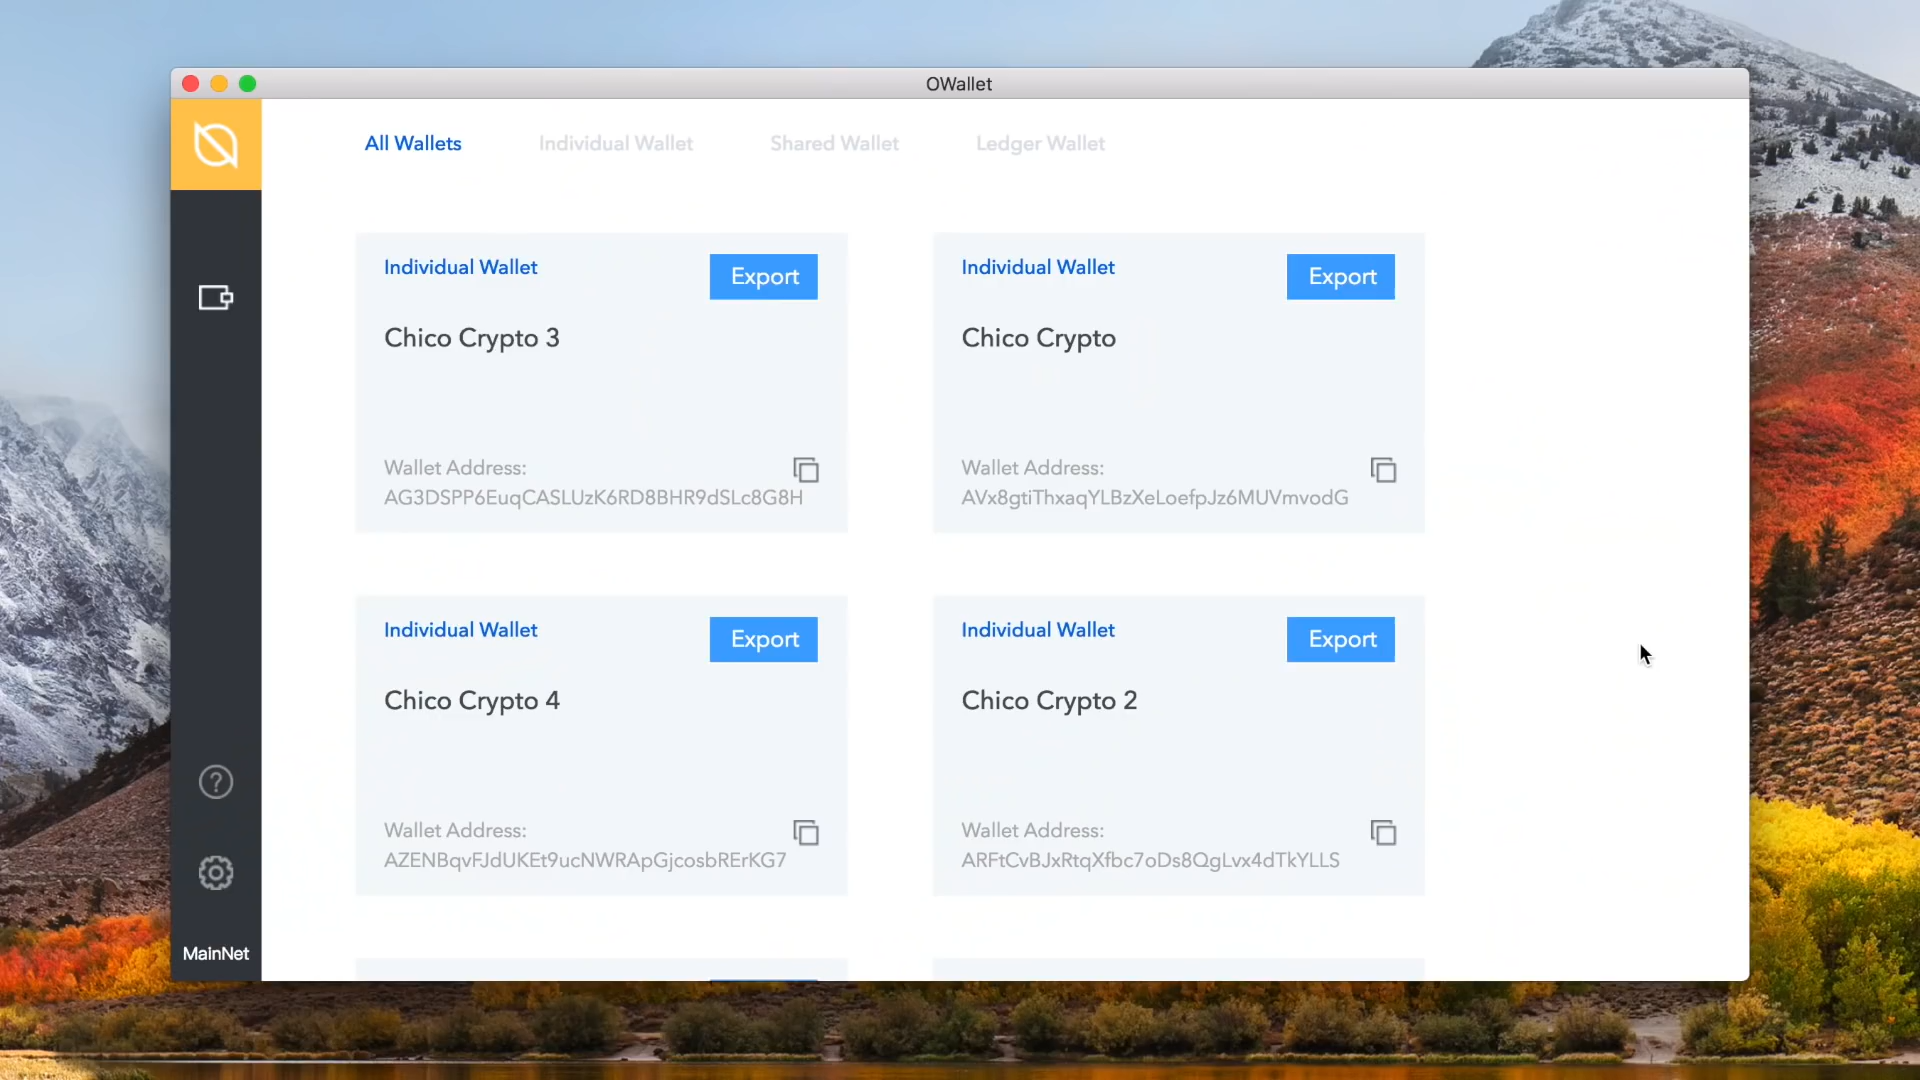 OWallet
All Wallets Individual Wallet Shared Wallet Ledger Wallet
Individual Wallet Export
Chico Crypto 3
Wallet Address:
AG3DSPP6EuqCASLUzK6RD8BHR9dSLc8G8H
Individual Wallet Export
Chico Crypto
Wallet Address:
AVx8gtiThxaqYLBzXeLoefpJz6MUVmvodG
Individual Wallet Export
Chico Crypto 4
Wallet Address:
AZENBqvFJdUKEt9ucNWRApGjcosbRErKG7
Individual Wallet Export
Chico Crypto 2
Wallet Address:
ARFtCvBJxRtqXfbc7oDs8QgLvx4dTkYLLS
MainNet